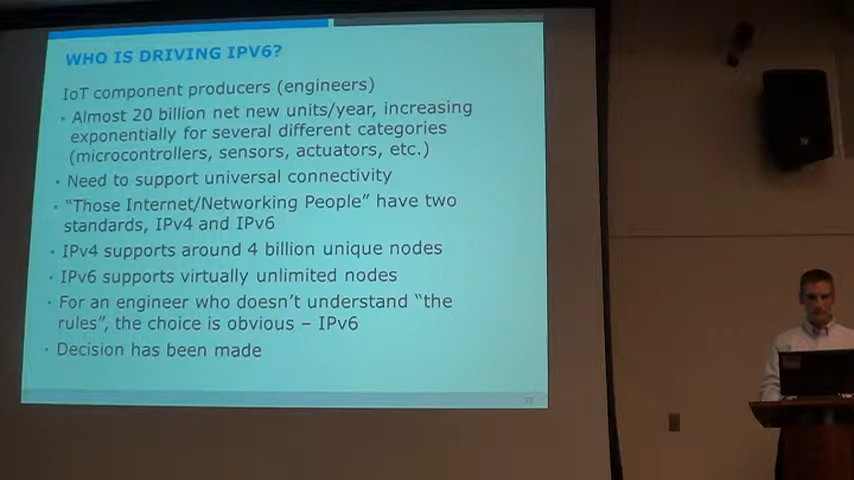 WHO IS DRIVING IPV6?
IoT component producers (engineers)
• Almost 20 billion net new units/year, increasing
exponentially for several different categories
(microcontrollers, sensors, actuators, etc.)
• Need to support universal connectivity
• “Those Internet/Networking People” have two
standards, IPv4 and IPv6
• IPv4 supports around 4 billion unique nodes
• IPv6 supports virtually unlimited nodes
• For an engineer who doesn’t understand “the
rules”, the choice is obvious – IPv6
• Decision has been made